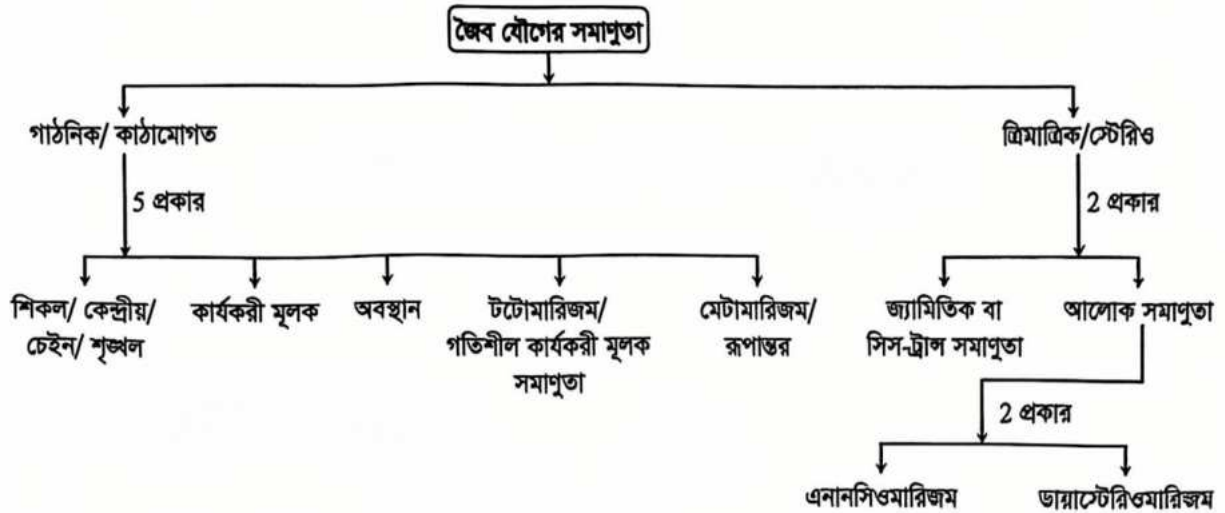 জৈব যৌগের সমাণুতা
গাঠনিক/ কাঠামোগত
ত্রিমাত্রিক/স্টেরিও
5 প্রকার
2 প্রকার
শিকল/ কেন্দ্রীয়/
চেইন/ শৃঙ্খল
কার্যকরী মূলক
অবস্থান
টটোমারিজম/
গতিশীল কার্যকরী মূলক
সমাণুতা
মেটামারিজম/
রূপান্তর
জ্যামিতিক বা
সিস-ট্রান্স সমাণুতা
আলোক সমাণুতা
2 প্রকার
এনানসিওমারিজম
ডায়াস্টেরিওমারিজম